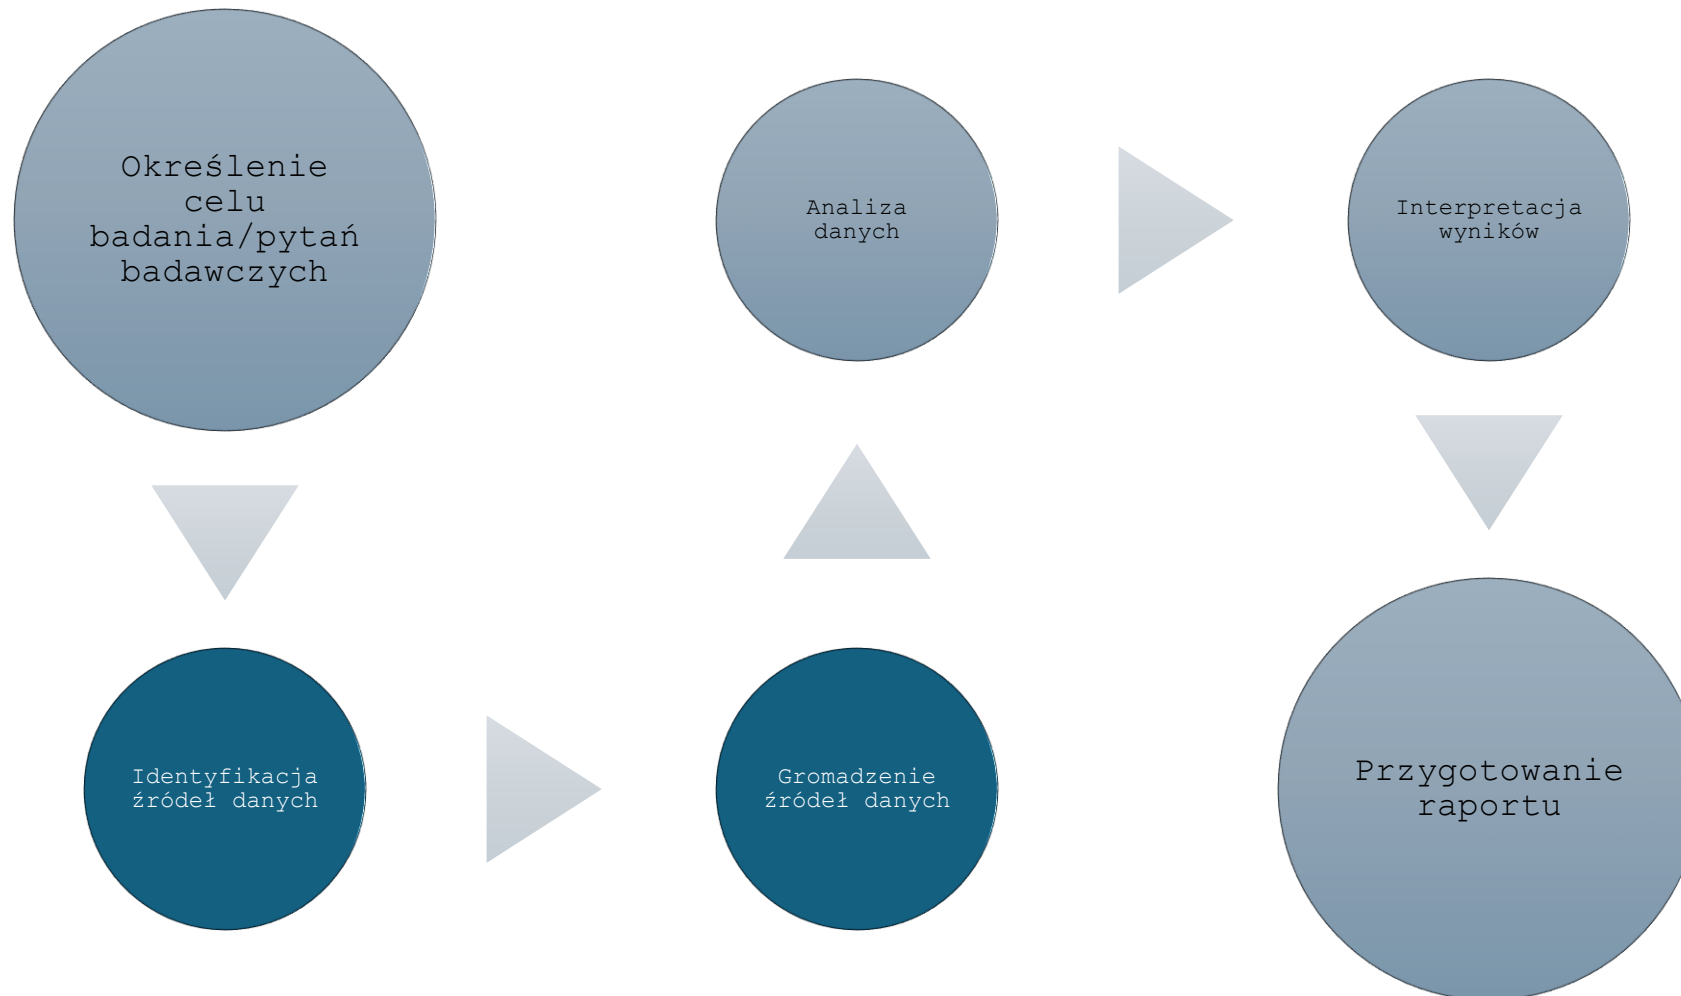 Określenie
celu
badania/pytań
badawczych
Identyfikacja
źródeł danych
Gromadzenie
źródeł danych
Analiza
danych
Interpretacja
wyników
Przygotowanie
raportu